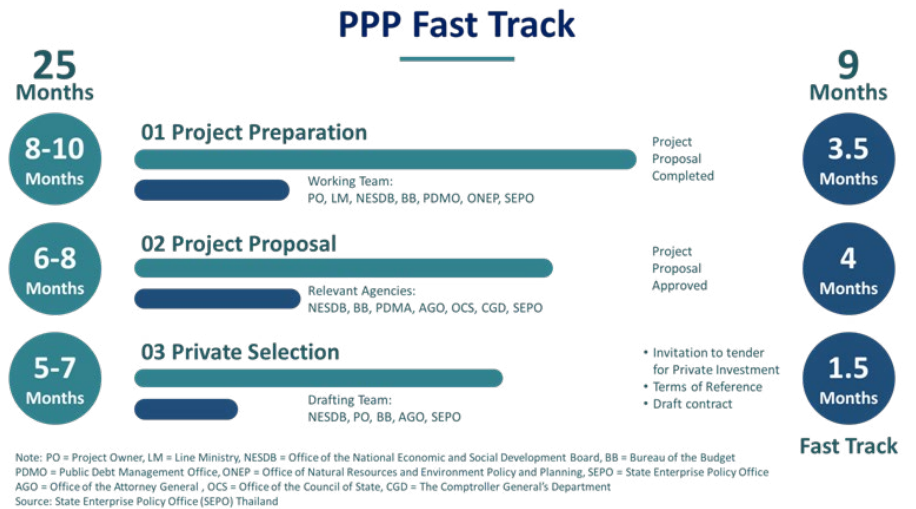 PPP Fast Track
25
Months
9
Months
8-10
Months
01 Project Preparation
Working Team:
PO, LM, NESDB, BB, PDMO, ONEP, SEPO
Project
Proposal
Completed
3.5
Months
6-8
Months
02 Project Proposal
Relevant Agencies:
NESDB, BB, PDMA, AGO, OCS, CGD, SEPO
Project
Proposal
Approved
4
Months
5-7
Months
03 Private Selection
Drafting Team:
NESDB, PO, BB, AGO, SEPO
• Invitation to tender
for Private Investment
• Terms of Reference
• Draft contract
1.5
Months
Fast Track
Note: PO = Project Owner, LM = Line Ministry, NESDB = Office of the National Economic and Social Development Board, BB = Bureau of the Budget
PDMO = Public Debt Management Office, ONEP = Office of Natural Resources and Environment Policy and Planning, SEPO = State Enterprise Policy Office
AGO = Office of the Attorney General , OCS = Office of the Council of State, CGD = The Comptroller General's Department
Source: State Enterprise Policy Office (SEPO) Thailand